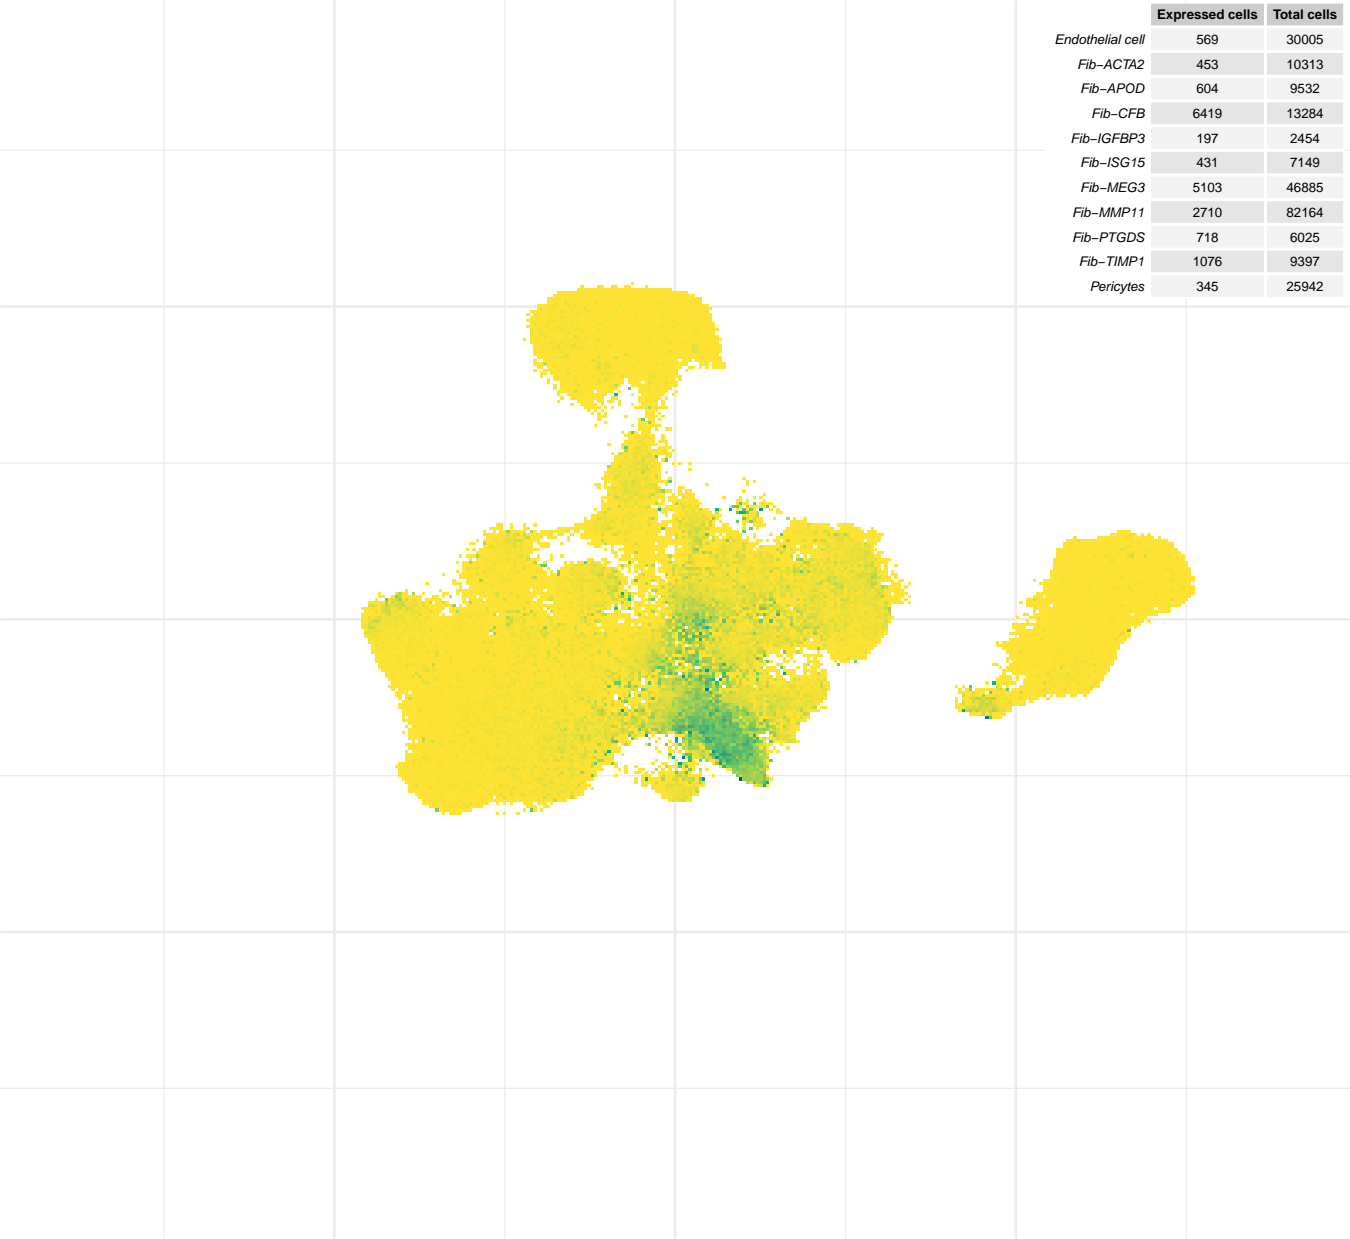 Expressed cells Total cells
Endothelial cell 569 30005
Fib−ACTA2 453 10313
Fib−APOD 604 9532
Fib−CFB 6419 13284
Fib−IGFBP3 197 2454
Fib−ISG15 431 7149
Fib−MEG3 5103 46885
Fib−MMP11 2710 82164
Fib−PTGDS 718 6025
Fib−TIMP1 1076 9397
Pericytes 345 25942